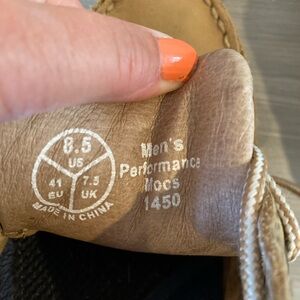 8.5
US
41
EU
7.5
UK
MADE IN CHINA
Men's
Performance
Mocs
1450